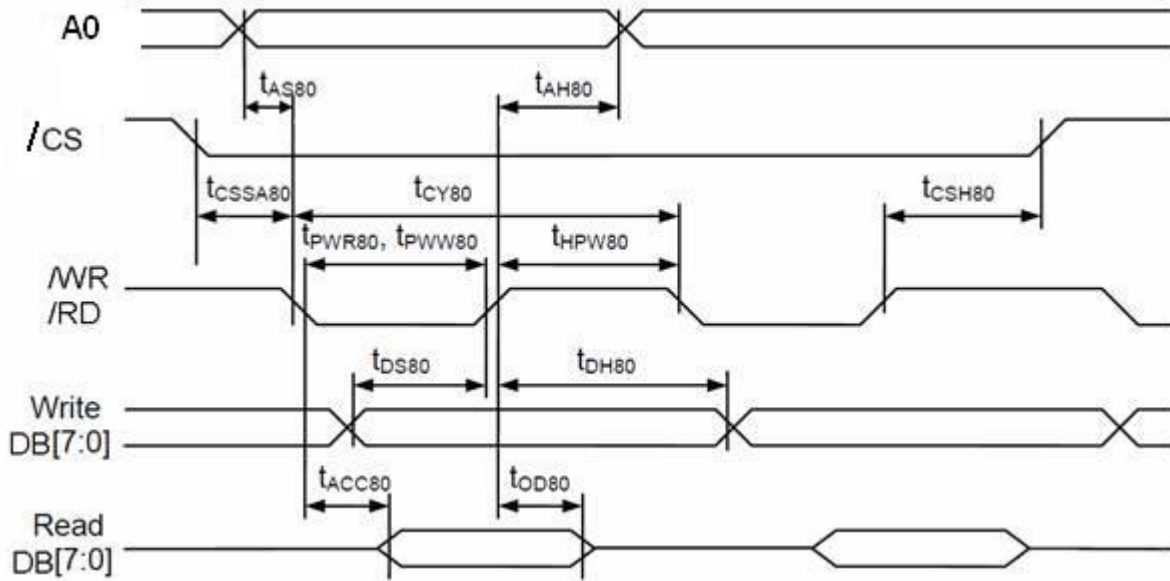 A0
tAS80
tAH80
/CS
tCSSA80
tCY80
tCSH80
tPWR80, tPWW80
tHPW80
/WR
/RD
tDS80
tDH80
Write
DB[7:0]
tACC80
tOD80
Read
DB[7:0]